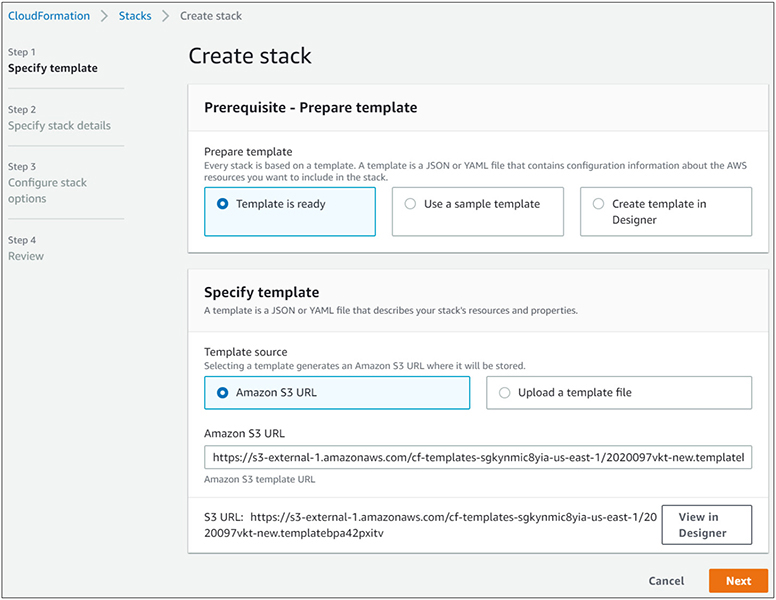 CloudFormation > Stacks > Create stack
Step 1
Specify template
Step 2
Specify stack details
Step 3
Configure stack
options
Step 4
Review
Create stack
Prerequisite - Prepare template
Prepare template
Every stack is based on a template. A template is a JSON or YAML file that contains configuration information about the AWS
resources you want to include in the stack.
Template is ready
Use a sample template
Create template in
Designer
Specify template
A template is a JSON or YAML file that describes your stack's resources and properties.
Template source
Selecting a template generates an Amazon S3 URL where it will be stored.
Amazon S3 URL
Upload a template file
Amazon S3 URL
https://s3-external-1.amazonaws.com/cf-templates-sgkynmic8yia-us-east-1/2020097vkt-new.templatel
Amazon S3 template URL
S3 URL: https://s3-external-1.amazonaws.com/cf-templates-sgkynmic8yia-us-east-1/20
20097vkt-new.templatebpa42pxitv
View in
Designer
Cancel
Next